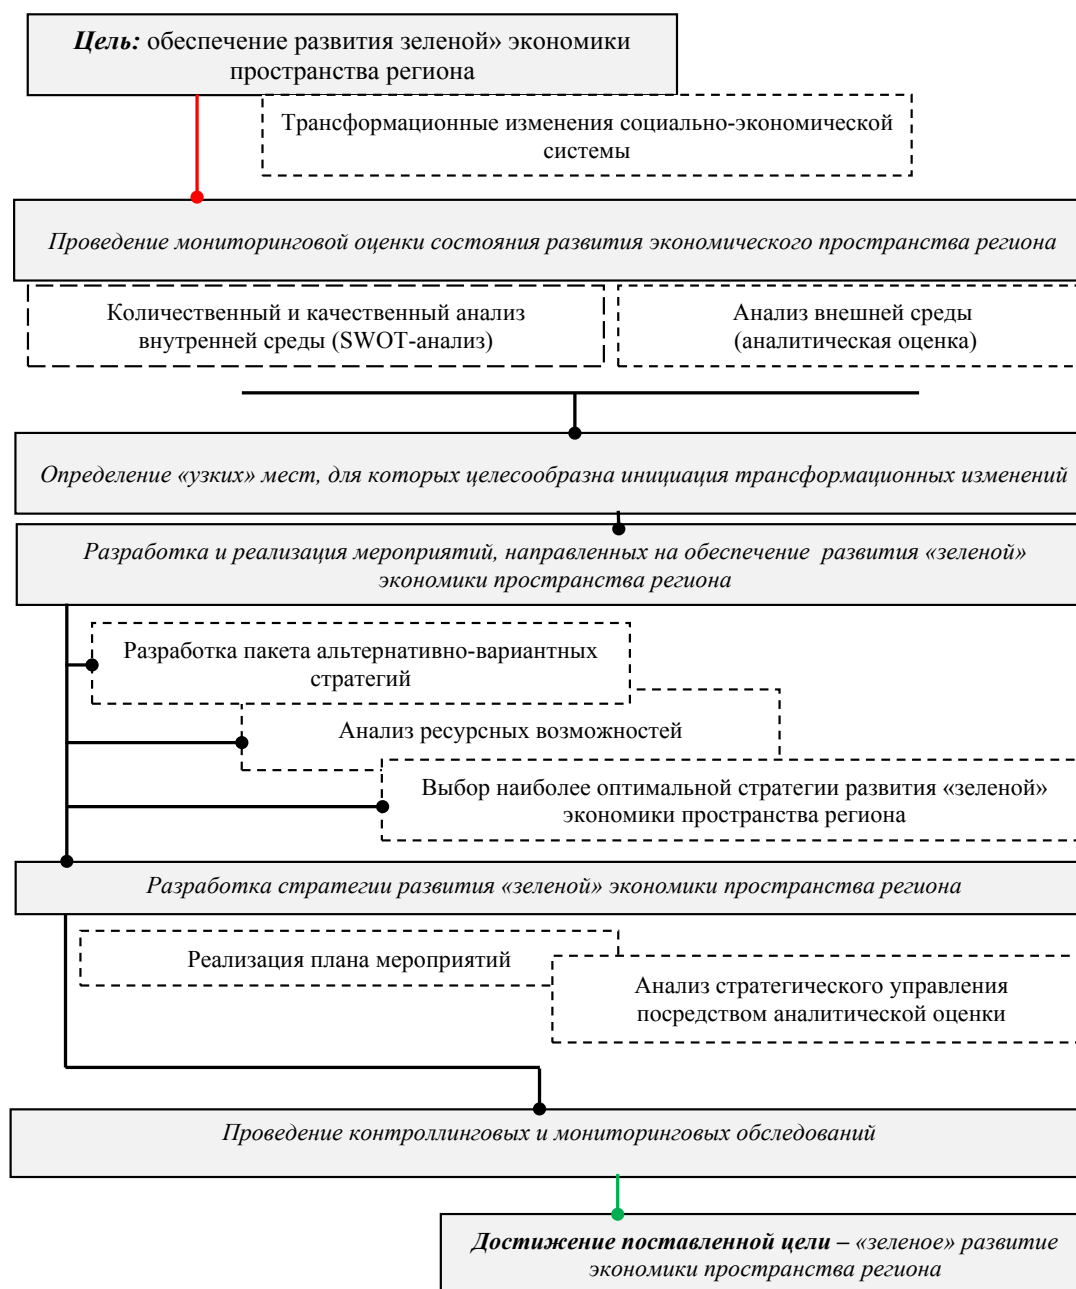 Цель: обеспечение развития зеленой» экономики
пространства региона
Трансформационные изменения социально-экономической
системы
Проведение мониторинговой оценки состояния развития экономического пространства региона
Количественный и качественный анализ
внутренней среды (SWOT-анализ)
Анализ внешней среды
(аналитическая оценка)
Определение «узких» мест, для которых целесообразна инициация трансформационных изменений
Разработка и реализация мероприятий, направленных на обеспечение развития «зеленой»
экономики пространства региона
Разработка пакета альтернативно-вариантных
стратегий
Анализ ресурсных возможностей
Выбор наиболее оптимальной стратегии развития «зеленой»
экономики пространства региона
Разработка стратегии развития «зеленой» экономики пространства региона
Реализация плана мероприятий
Анализ стратегического управления
посредством аналитической оценки
Проведение контроллинговых и мониторинговых обследований
Достижение поставленной цели – «зеленое» развитие
экономики пространства региона